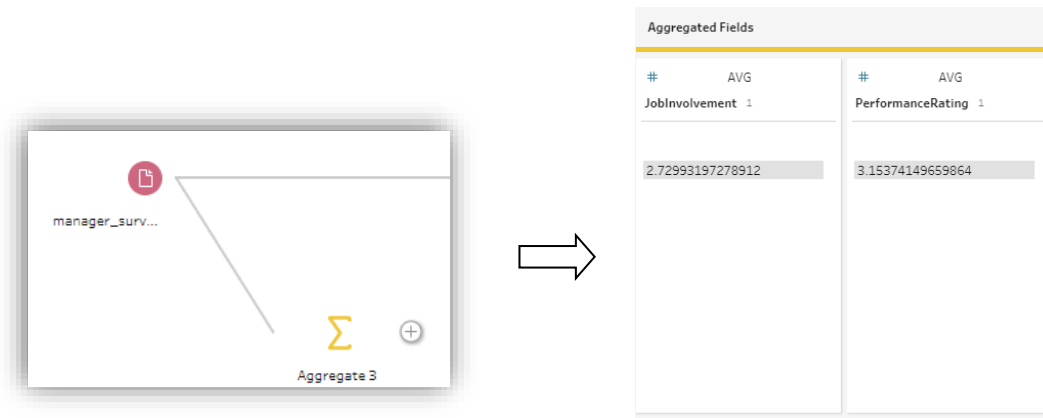 manager_surv...
Aggregate 3
Aggregated Fields
# AVG
JobInvolvement 1
2.72993197278912
# AVG
PerformanceRating 1
3.15374149659864